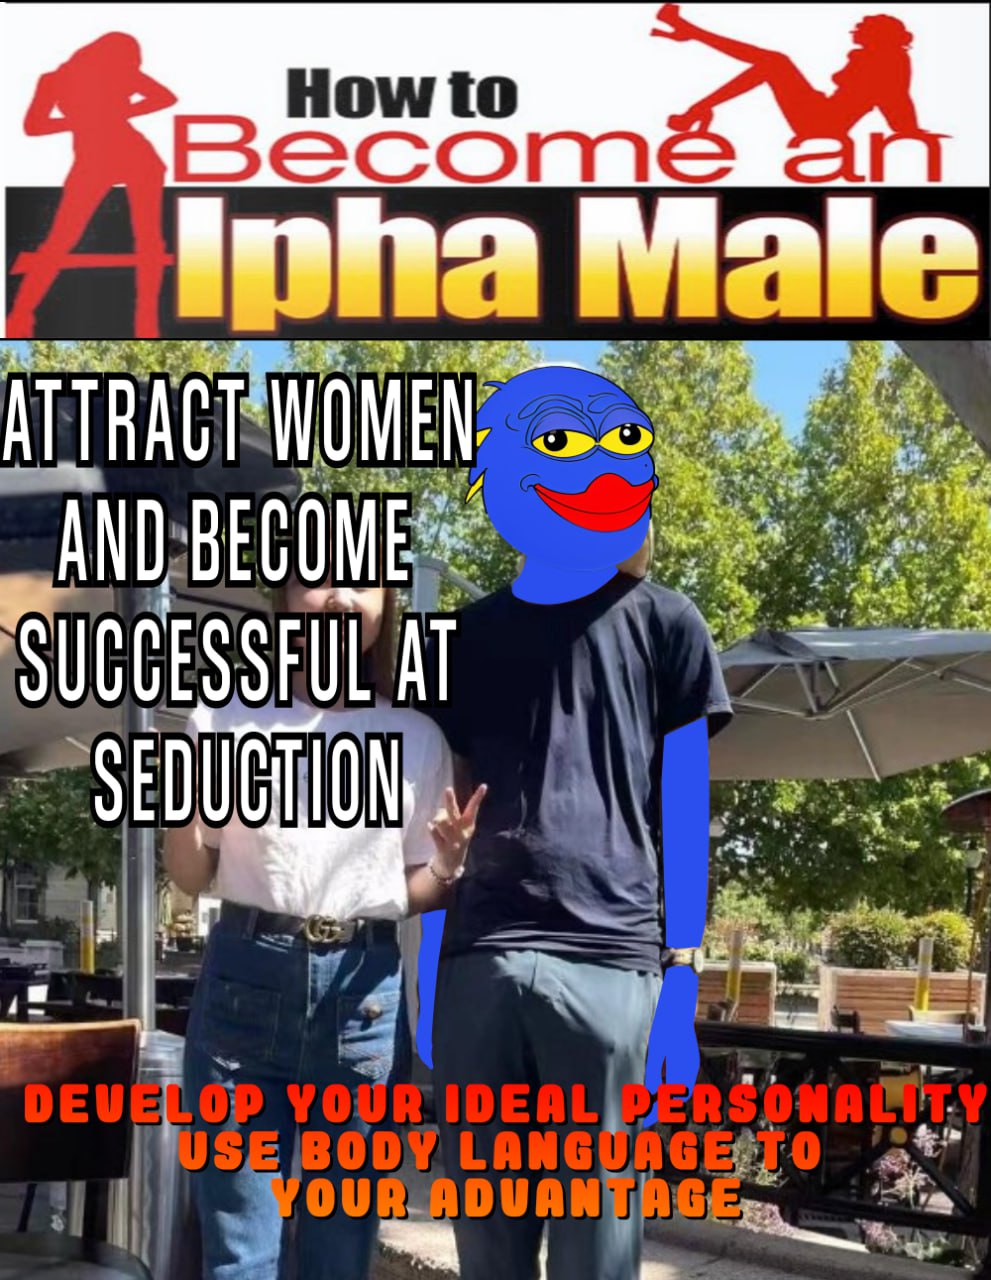 How to
Become an
Alpha Male
ATTRACT WOMEN
AND BECOME
SUCCESSFUL AT
SEDUCTION
DEVELOP YOUR IDEAL PERSONALITY
USE BODY LANGUAGE TO
YOUR ADVANTAGE